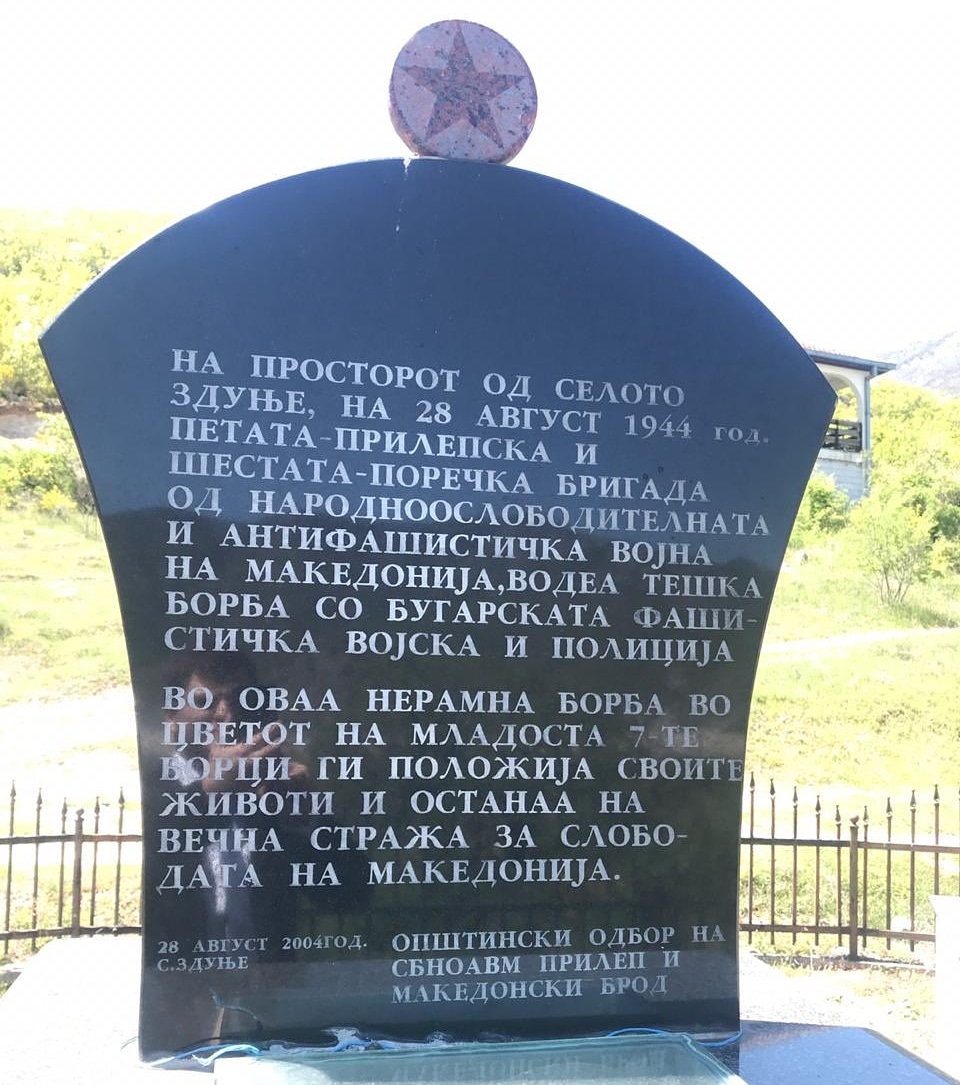 НА ПРОСТОРОТ ОД СЕЛОТО
ЗДУЊЕ, НА 28 АВГУСТ 1944 год.
ПЕТАТА-ПРИЛЕПСКА И
ШЕСТАТА-ПОРЕЧКА БРИГАДА
ОД НАРОДНООСЛОБОДИТЕЛНАТА
И АНТИФАШИСТИЧКА ВОЈНА
НА МАКЕДОНИЈА,ВОДЕА ТЕШКА
БОРБА СО БУГАРСКАТА ФАШИ-
СТИЧКА ВОЈСКА И ПОЛИЦИЈА
ВО ОВАА НЕРАМНА БОРБА ВО
ЦВЕТОТ НА МЛАДОСТА 7-ТЕ
БОРЦИ ГИ ПОЛОЖИЈА СВОИТЕ
ЖИВОТИ И ОСТАНАА НА
ВЕЧНА СТРАЖА ЗА СЛОБО-
ДАТА НА МАКЕДОНИЈА.
28 АВГУСТ 2004ГОД.
С.ЗДУЊЕ
ОПШТИНСКИ ОДБОР НА
СБНОАВМ ПРИЛЕП И
МАКЕДОНСКИ БРОД